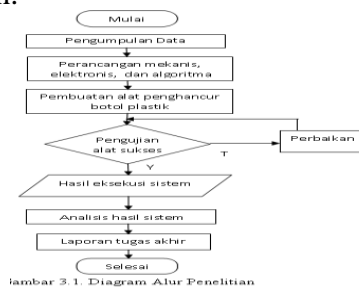 Mulai
Pengumpulan Data
Perancangan mekanis,
elektronis, dan algoritma
Pembuatan alat penghancur
botol plastik
Pengujian
alat sukses
Perbaikan
T
Y
Hasil eksekusi sistem
Analisis hasil sistem
Laporan tugas akhir
Selesai
ambar 3.1. Diagram Alur Penelitian